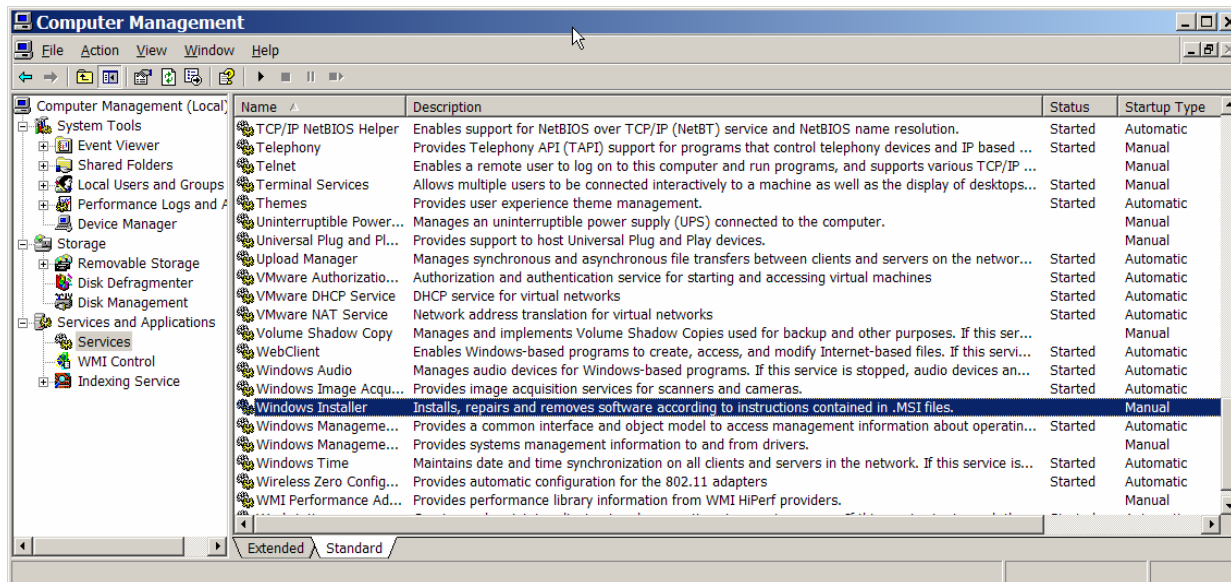 Computer Management
File Action View Window Help
Computer Management (Local)
System Tools
Event Viewer
Shared Folders
Local Users and Groups
Performance Logs and A
Device Manager
Storage
Removable Storage
Disk Defragmenter
Disk Management
Services and Applications
Services
WMI Control
Indexing Service
Name Description Status Startup Type
TCP/IP NetBIOS Helper Enables support for NetBIOS over TCP/IP (NetBT) service and NetBIOS name resolution. Started Automatic
Telephony Provides Telephony API (TAPI) support for programs that control telephony devices and IP based ... Started Manual
Telnet Enables a remote user to log on to this computer and run programs, and supports various TCP/IP ... Manual
Terminal Services Allows multiple users to be connected interactively to a machine as well as the display of desktops... Started Manual
Themes Provides user experience theme management. Started Automatic
Uninterruptible Power... Manages an uninterruptible power supply (UPS) connected to the computer. Manual
Universal Plug and Pl... Provides support to host Universal Plug and Play devices. Manual
Upload Manager Manages synchronous and asynchronous file transfers between clients and servers on the networ... Started Automatic
VMware Authorizatio... Authorization and authentication service for starting and accessing virtual machines Started Automatic
VMware DHCP Service DHCP service for virtual networks Started Automatic
VMware NAT Service Network address translation for virtual networks Started Automatic
Volume Shadow Copy Manages and implements Volume Shadow Copies used for backup and other purposes. If this ser... Manual
WebClient Enables Windows-based programs to create, access, and modify Internet-based files. If this servi... Started Automatic
Windows Audio Manages audio devices for Windows-based programs. If this service is stopped, audio devices an... Started Automatic
Windows Image Acqu... Provides image acquisition services for scanners and cameras. Started Automatic
Windows Installer Installs, repairs and removes software according to instructions contained in .MSI files. Manual
Windows Manageme... Provides a common interface and object model to access management information about operatin... Started Automatic
Windows Manageme... Provides systems management information to and from drivers. Manual
Windows Time Maintains date and time synchronization on all clients and servers in the network. If this service is... Started Automatic
Wireless Zero Config... Provides automatic configuration for the 802.11 adapters Started Automatic
WMI Performance Ad... Provides performance library information from WMI HiPerf providers. Manual
Extended Standard